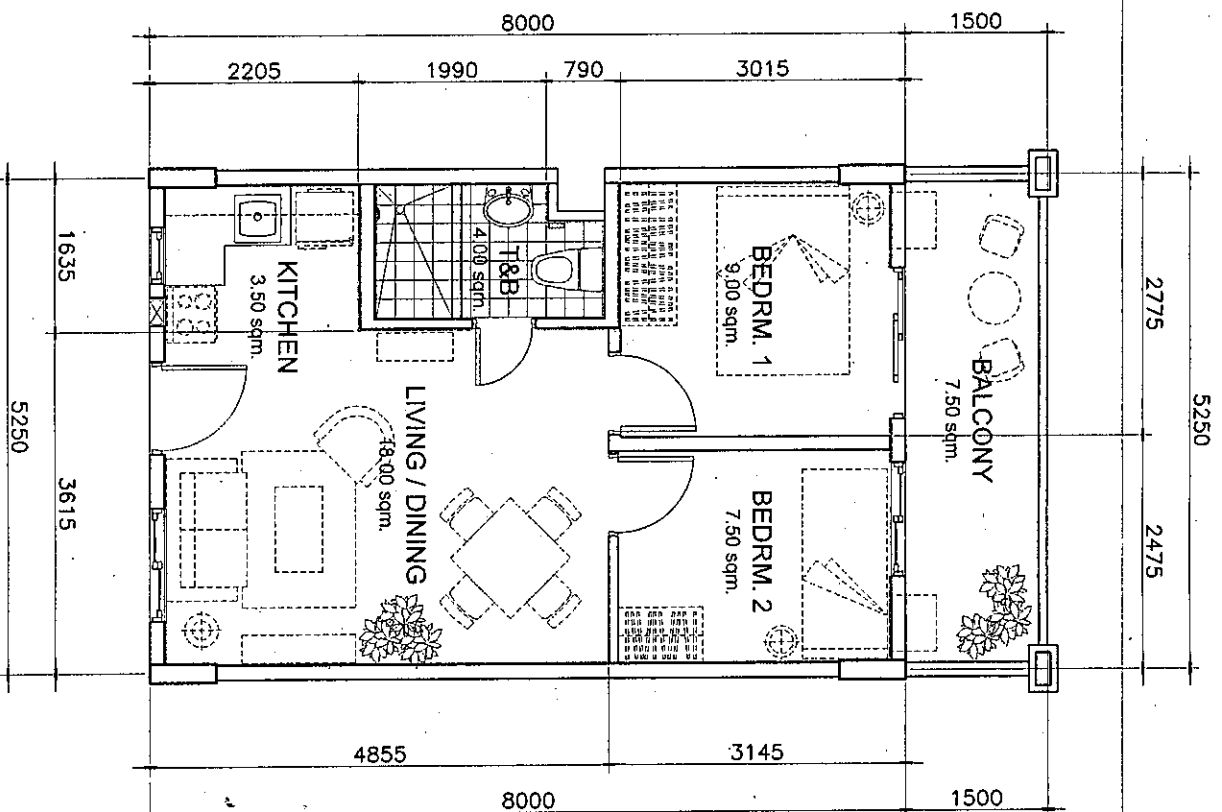 8000
1500
2205
1990
790
3015
1635
3615
5250
KITCHEN
3.50 sqm.
T&B
4.00 sqm.
BEDRM. 1
9.00 sqm.
BALCONY
7.50 sqm.
LIVING / DINING
18.00 sqm.
BEDRM. 2
7.50 sqm.
2775
2475
5250
4855
3145
8000
1500